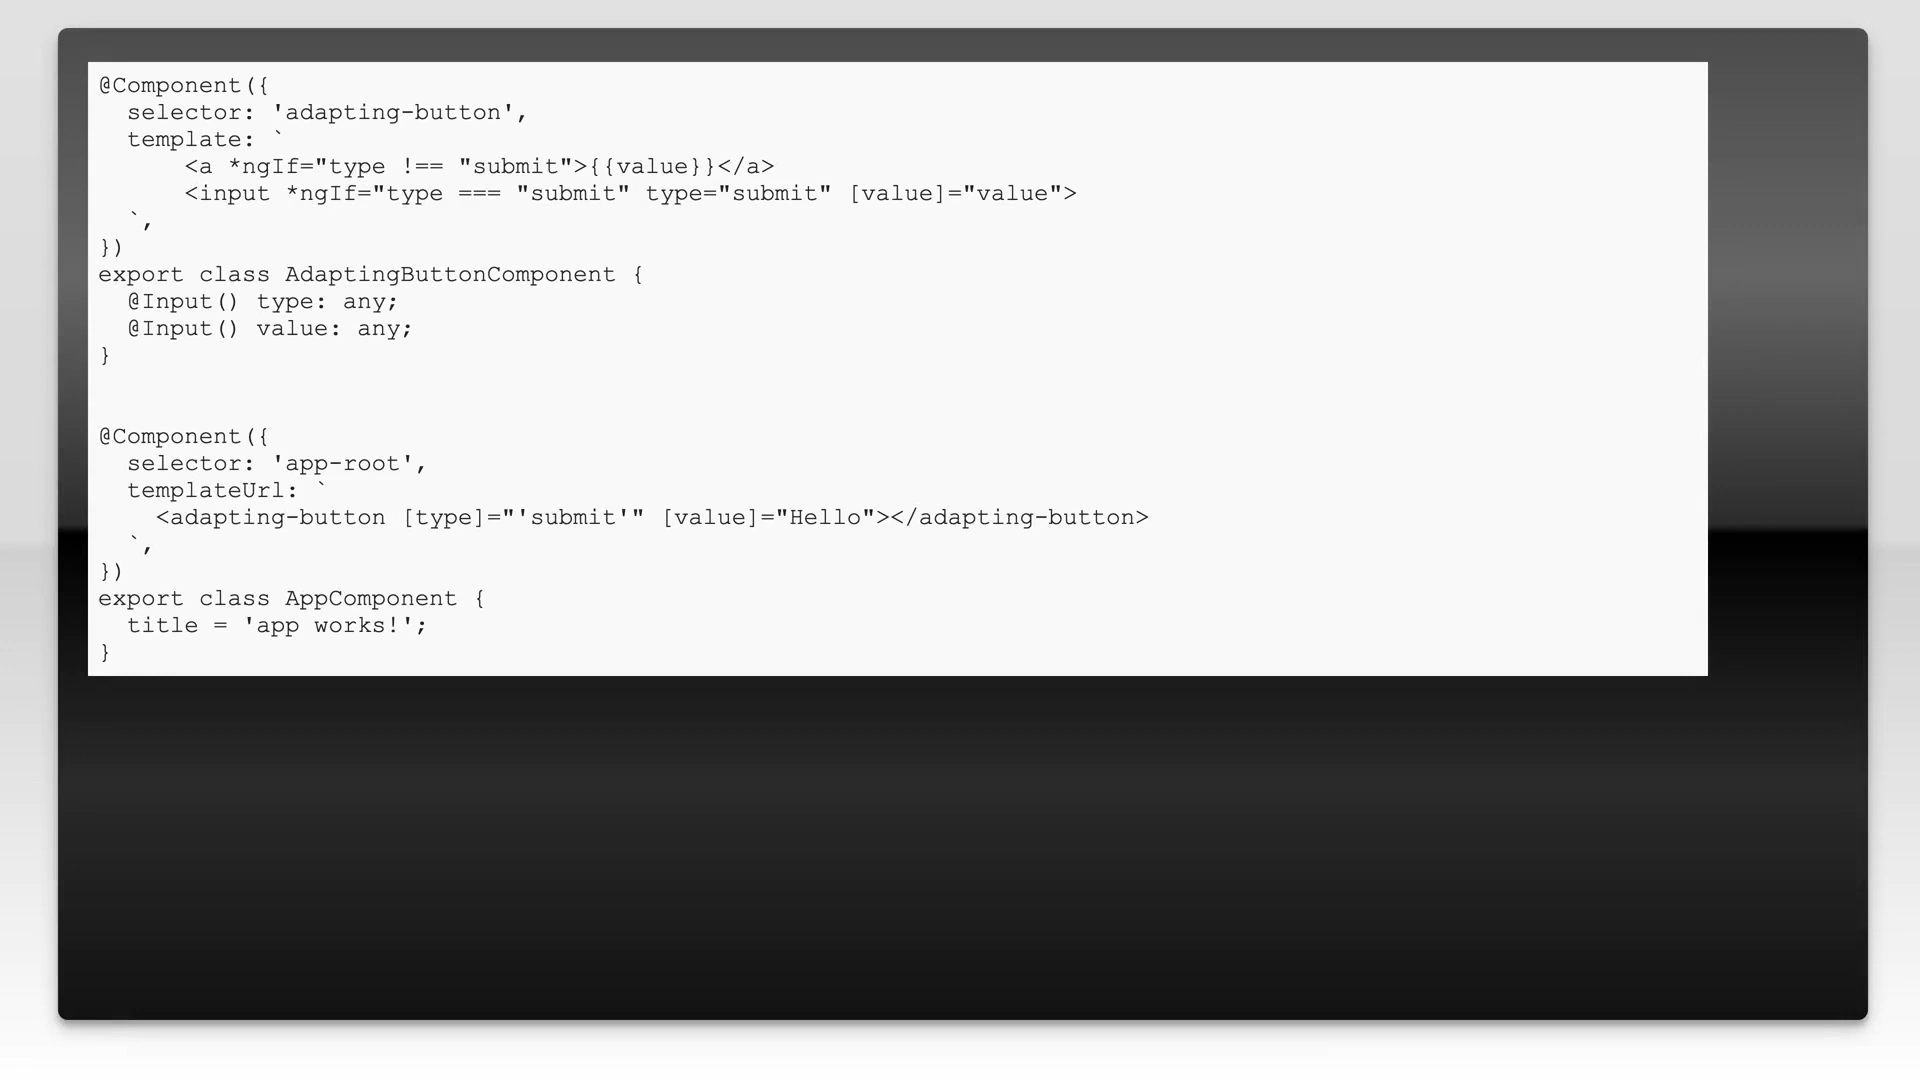 @Component({
  selector: 'adapting-button',
  template: `
      <a *ngIf="type !== "submit">{{value}}</a>
      <input *ngIf="type === "submit" type="submit" [value]="value">
  `,
})
export class AdaptingButtonComponent {
  @Input() type: any;
  @Input() value: any;
}
@Component({
  selector: 'app-root',
  templateUrl: `
    <adapting-button [type]="'submit'" [value]="Hello"></adapting-button>
  `,
})
export class AppComponent {
  title = 'app works!';
}